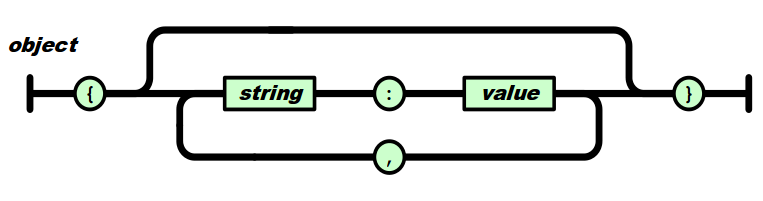 object
{ string : value }
,